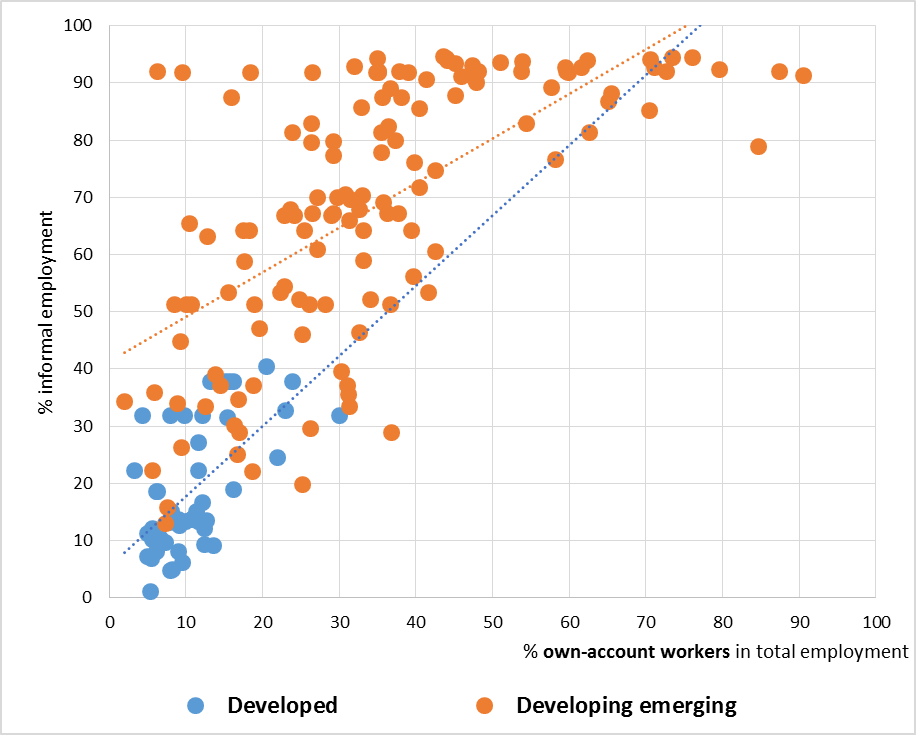 100
90
80
70
60
50
40
30
20
10
0
% informal employment
0 10 20 30 40 50 60 70 80 90 100
% own-account workers in total employment
Developed
Developing emerging